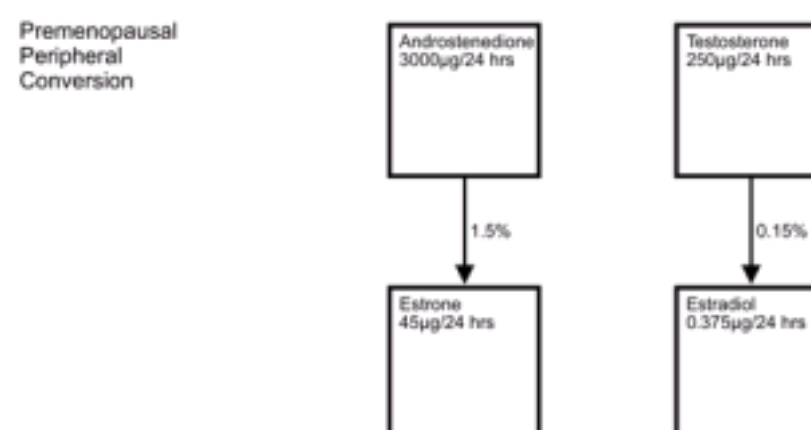 Premenopausal
Peripheral
Conversion
Androstenedione
3000µg/24 hrs
Testosterone
250µg/24 hrs
1.5%
0.15%
Estrone
45µg/24 hrs
Estradiol
0.375µg/24 hrs